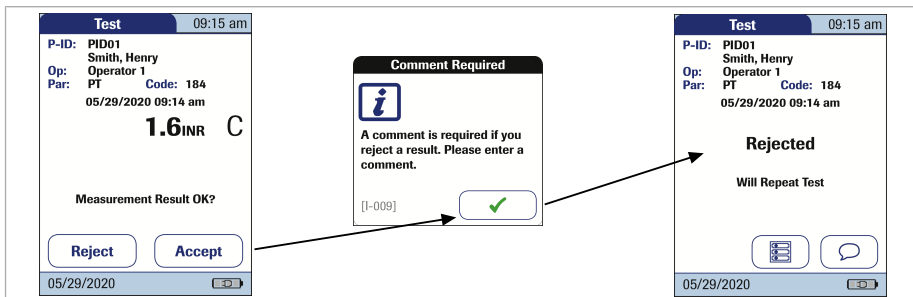 Test 09:15 am
P-ID: PID01
Smith, Henry
Op: Operator 1
Par: PT Code: 184
05/29/2020 09:14 am
1.6INR C
Measurement Result OK?
Reject Accept
05/29/2020
Comment Required
i
A comment is required if you
reject a result. Please enter a
comment.
[I-009]
Test 09:15 am
P-ID: PID01
Smith, Henry
Op: Operator 1
Par: PT Code: 184
05/29/2020 09:14 am
Rejected
Will Repeat Test
05/29/2020